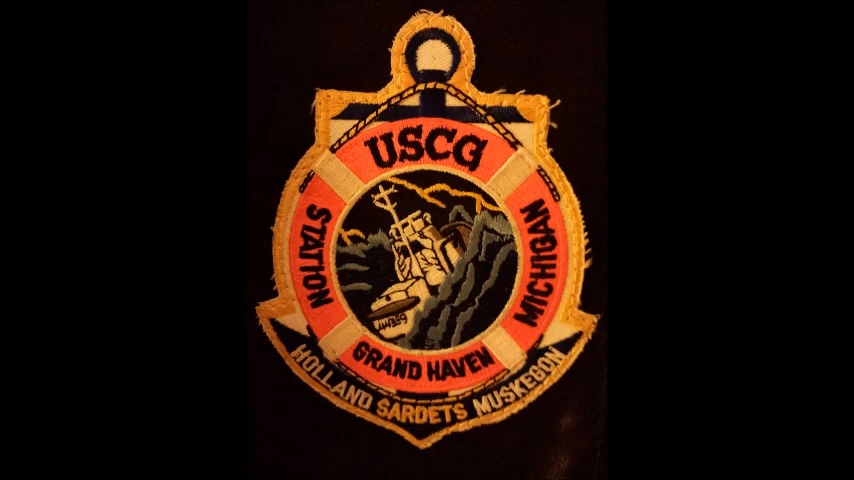 USCG
STATION
MICHIGAN
GRAND HAVEN
HOLLAND SARDETS MUSKEGON